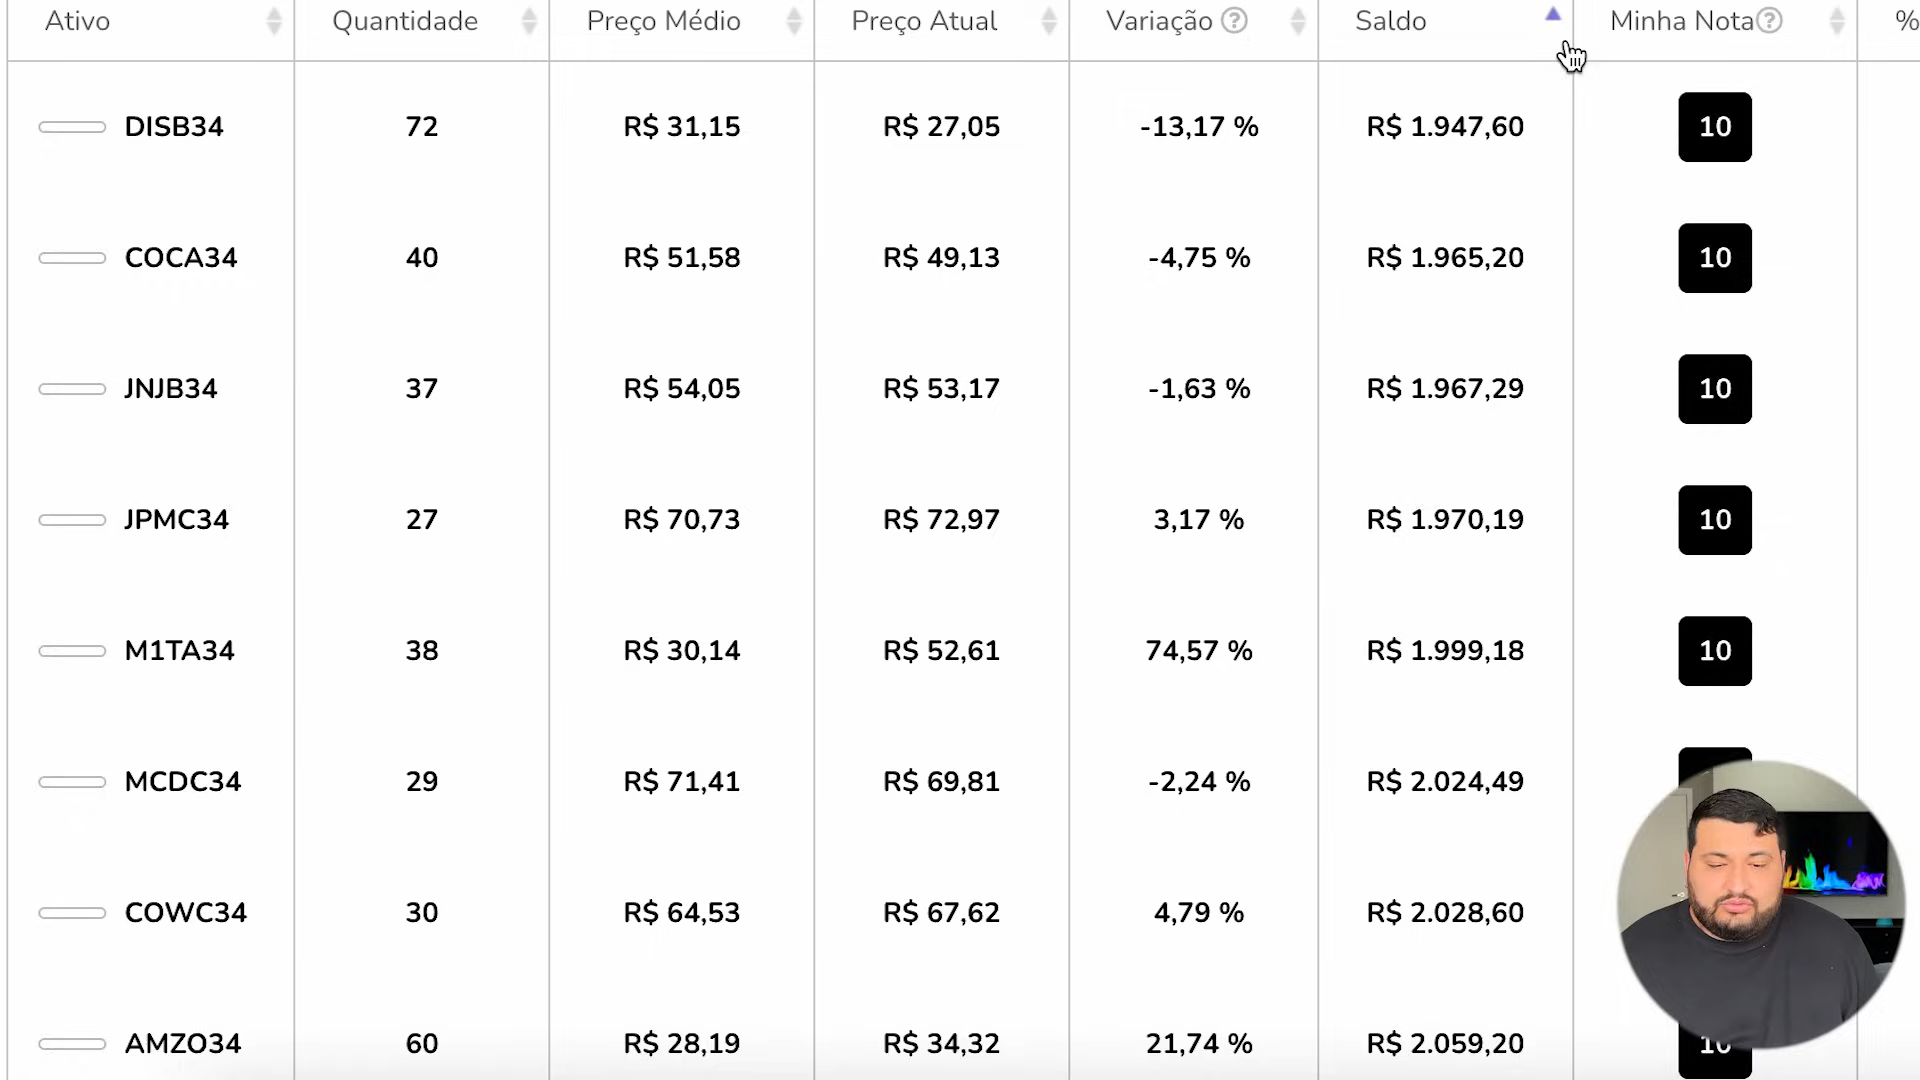 Ativo Quantidade Preço Médio Preço Atual Variação ? Saldo Minha Nota ? %
DISB34 72 R$ 31,15 R$ 27,05 -13,17 % R$ 1.947,60 10
COCA34 40 R$ 51,58 R$ 49,13 -4,75 % R$ 1.965,20 10
JNJB34 37 R$ 54,05 R$ 53,17 -1,63 % R$ 1.967,29 10
JPMC34 27 R$ 70,73 R$ 72,97 3,17 % R$ 1.970,19 10
M1TA34 38 R$ 30,14 R$ 52,61 74,57 % R$ 1.999,18 10
MCDC34 29 R$ 71,41 R$ 69,81 -2,24 % R$ 2.024,49
COWC34 30 R$ 64,53 R$ 67,62 4,79 % R$ 2.028,60
AMZO34 60 R$ 28,19 R$ 34,32 21,74 % R$ 2.059,20 10